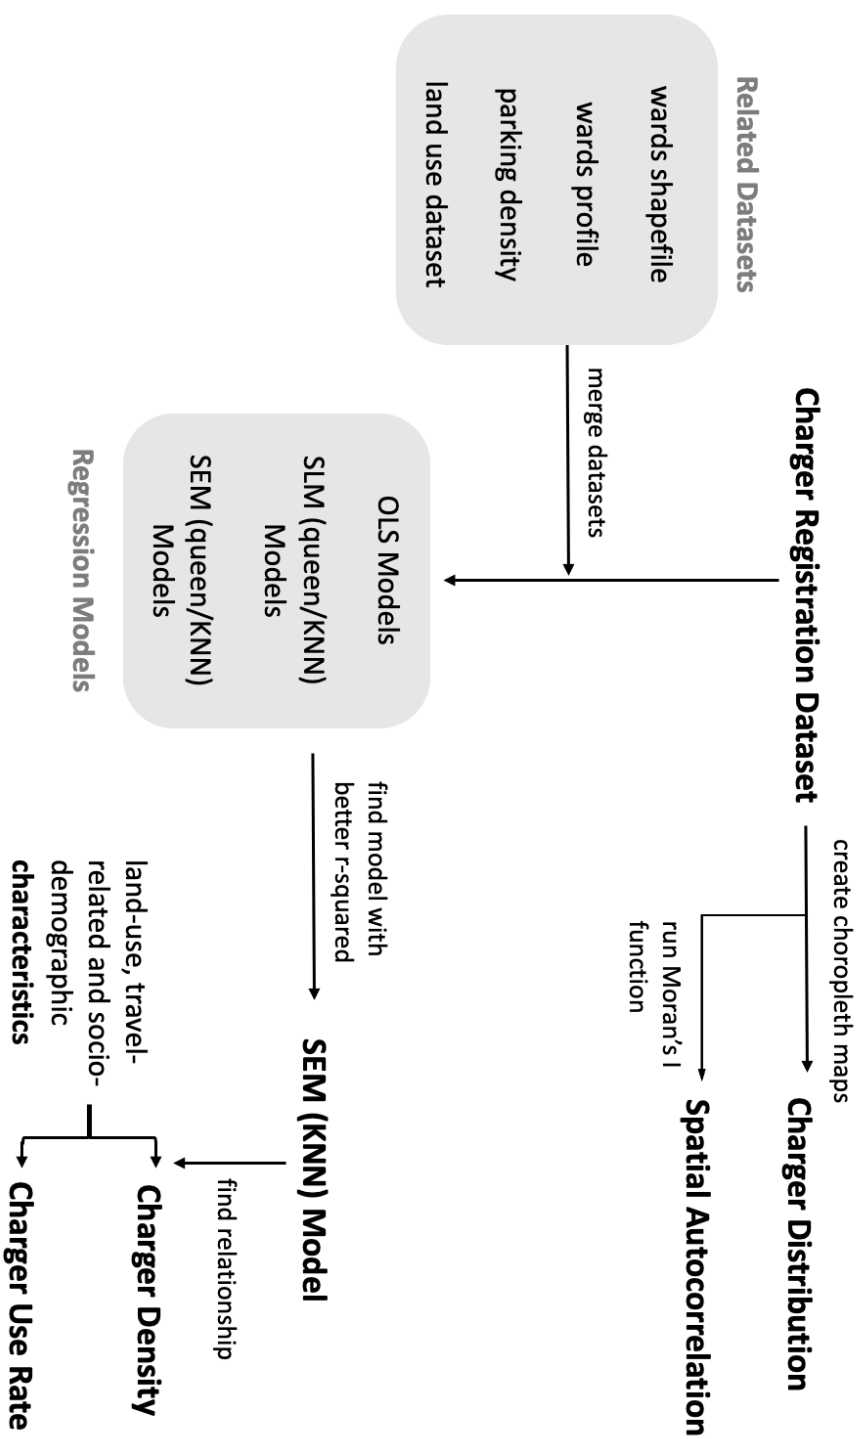 Charger Registration Dataset
create choropleth maps
Charger Distribution
run Moran's I
function
Spatial Autocorrelation
Related Datasets
wards shapefile
wards profile
parking density
land use dataset
merge datasets
OLS Models
SLM (queen/KNN)
Models
SEM (queen/KNN)
Models
Regression Models
find model with
better r-squared
SEM (KNN) Model
find relationship
land-use, travel-
related and socio-
demographic
characteristics
Charger Density
Charger Use Rate